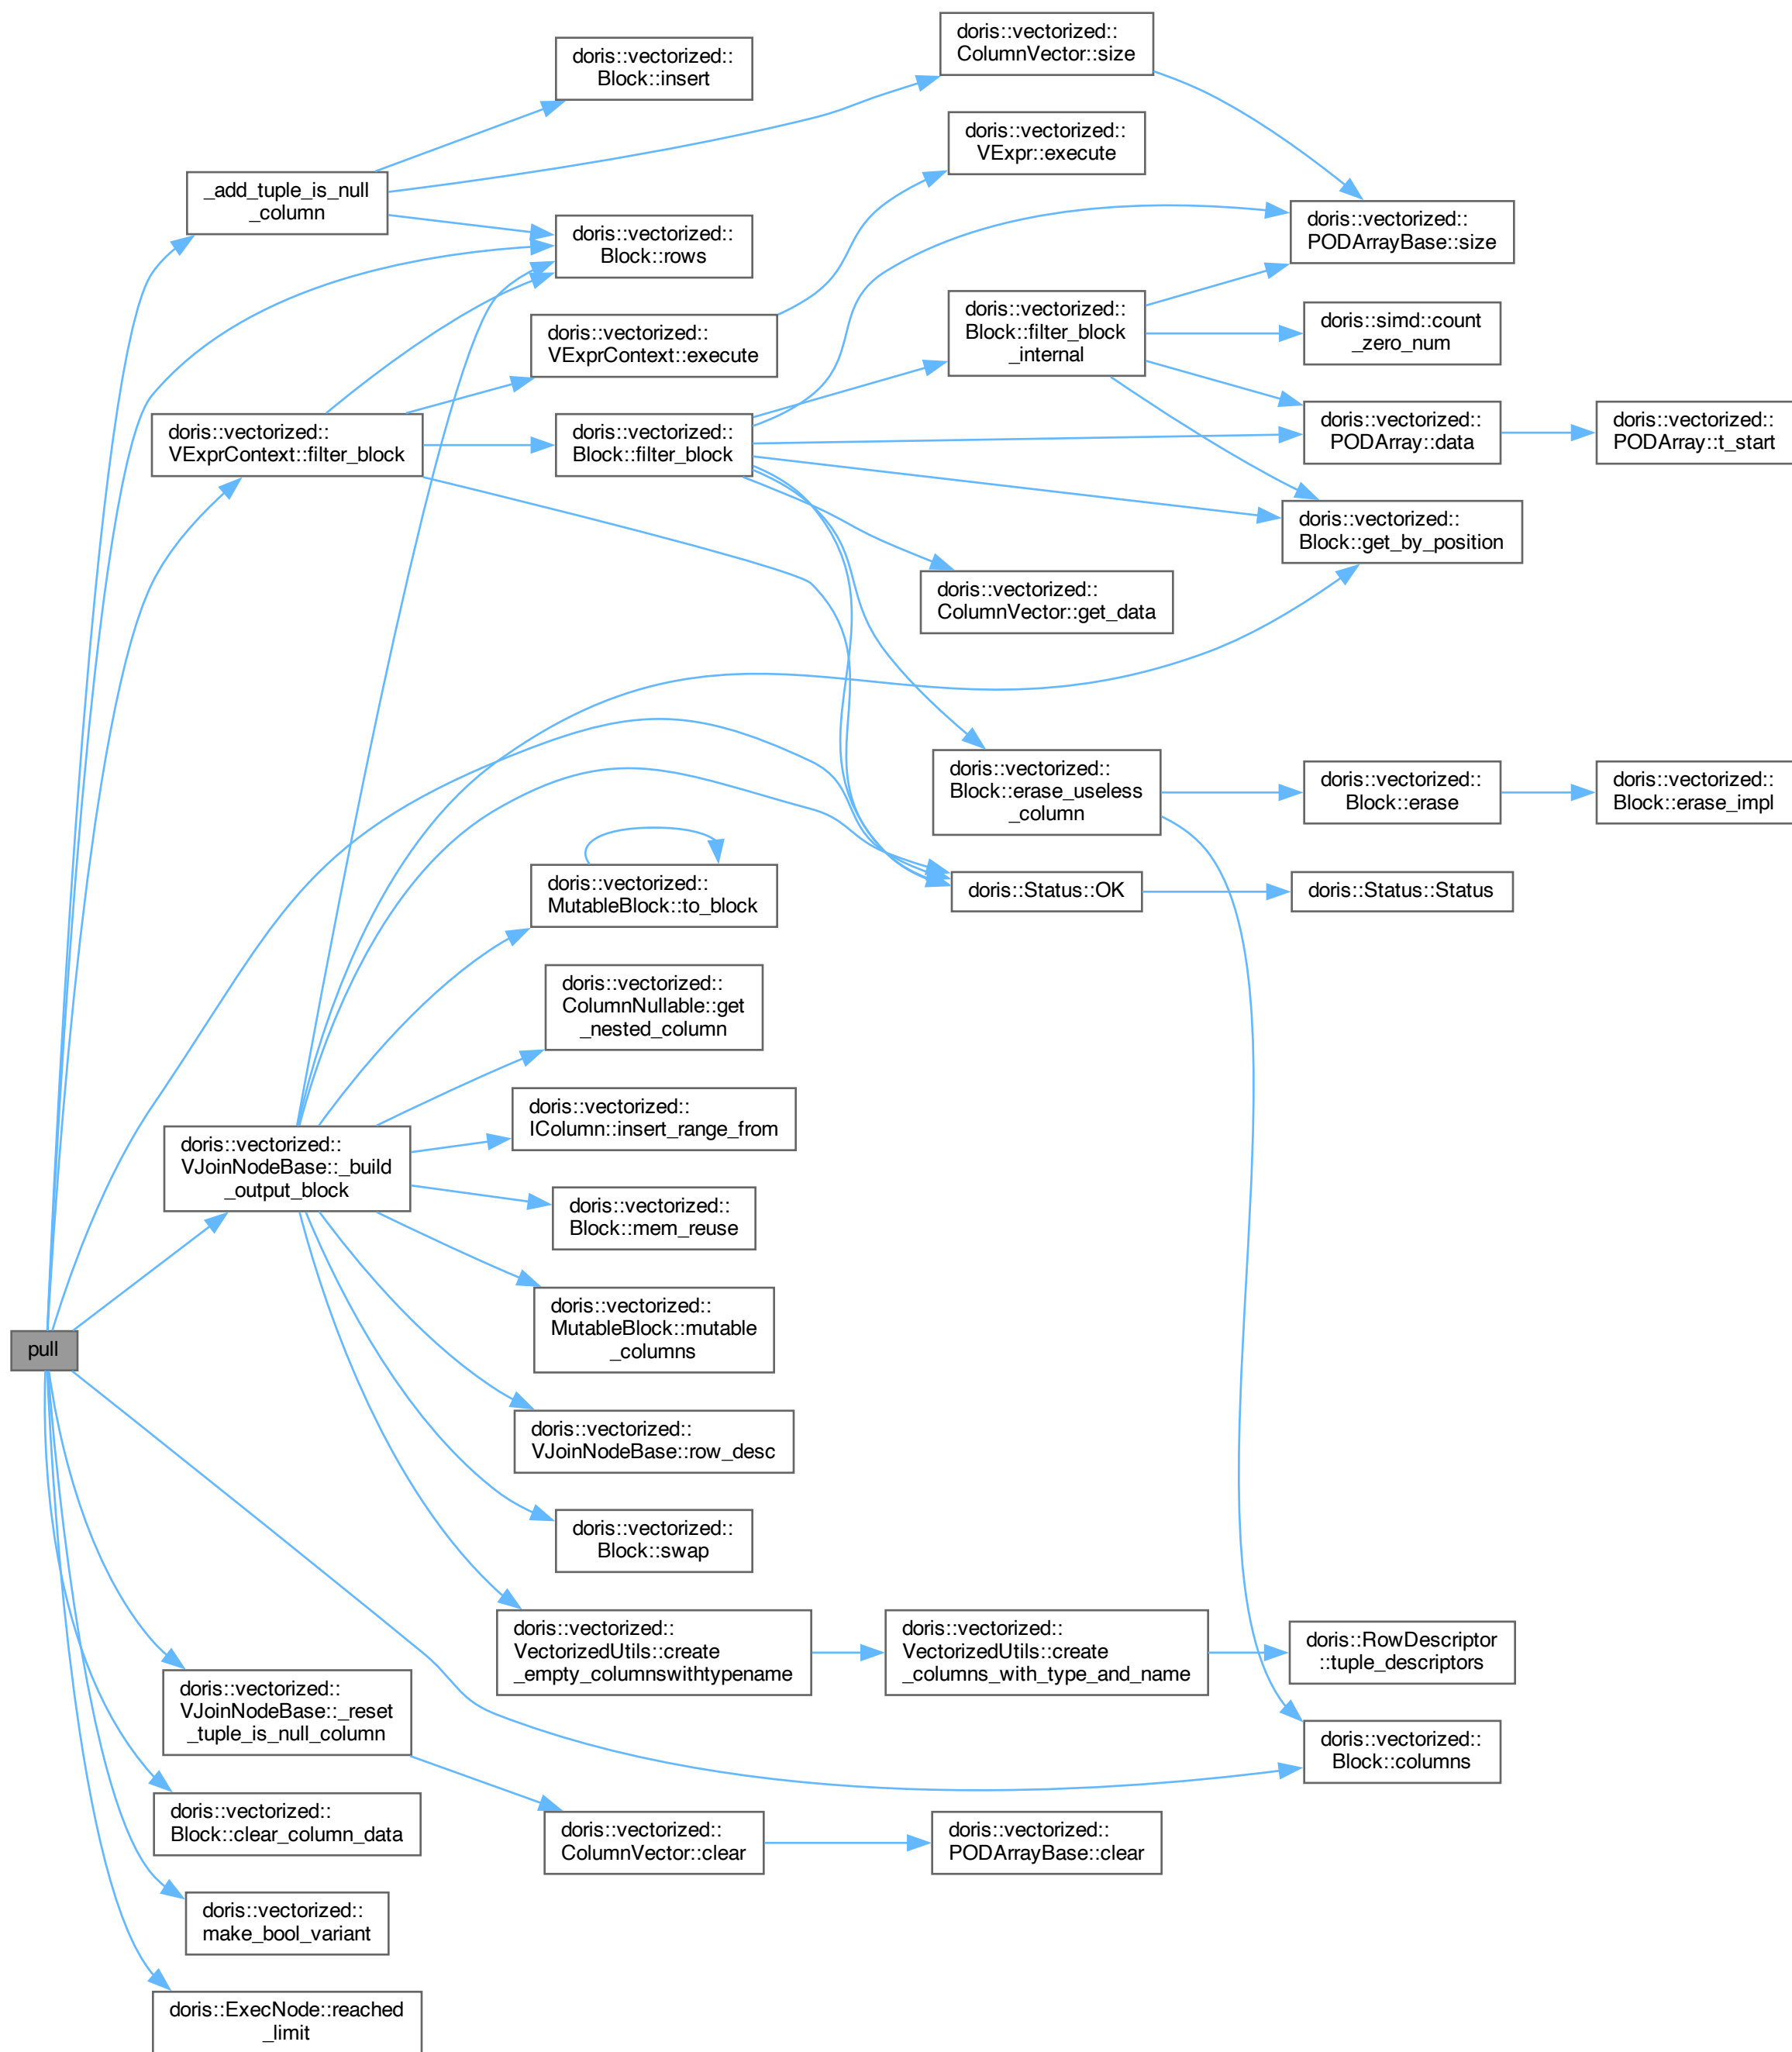 pull
_add_tuple_is_null
_column
doris::vectorized::
Block::insert
doris::vectorized::
ColumnVector::size
doris::vectorized::
VExpr::execute
doris::vectorized::
Block::rows
doris::vectorized::
PODArrayBase::size
doris::vectorized::
VExprContext::execute
doris::vectorized::
Block::filter_block
_internal
doris::simd::count
_zero_num
doris::vectorized::
VExprContext::filter_block
doris::vectorized::
Block::filter_block
doris::vectorized::
PODArray::data
doris::vectorized::
PODArray::t_start
doris::vectorized::
Block::get_by_position
doris::vectorized::
ColumnVector::get_data
doris::vectorized::
Block::erase_useless
_column
doris::vectorized::
Block::erase
doris::vectorized::
Block::erase_impl
doris::vectorized::
MutableBlock::to_block
doris::Status::OK
doris::Status::Status
doris::vectorized::
ColumnNullable::get
_nested_column
doris::vectorized::
IColumn::insert_range_from
doris::vectorized::
VJoinNodeBase::_build
_output_block
doris::vectorized::
Block::mem_reuse
doris::vectorized::
MutableBlock::mutable
_columns
doris::vectorized::
VJoinNodeBase::row_desc
doris::vectorized::
Block::swap
doris::vectorized::
VectorizedUtils::create
_empty_columnswithtypename
doris::vectorized::
VectorizedUtils::create
_columns_with_type_and_name
doris::RowDescriptor
::tuple_descriptors
doris::vectorized::
VJoinNodeBase::_reset
_tuple_is_null_column
doris::vectorized::
Block::columns
doris::vectorized::
Block::clear_column_data
doris::vectorized::
ColumnVector::clear
doris::vectorized::
PODArrayBase::clear
doris::vectorized::
make_bool_variant
doris::ExecNode::reached
_limit